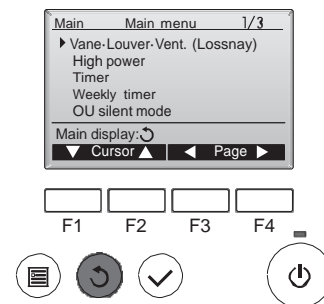 Main Main menu 1/3
Vane·Louver·Vent. (Lossnay)
High power
Timer
Weekly timer
OU silent mode
Main display:
Cursor Page
F1 F2 F3 F4